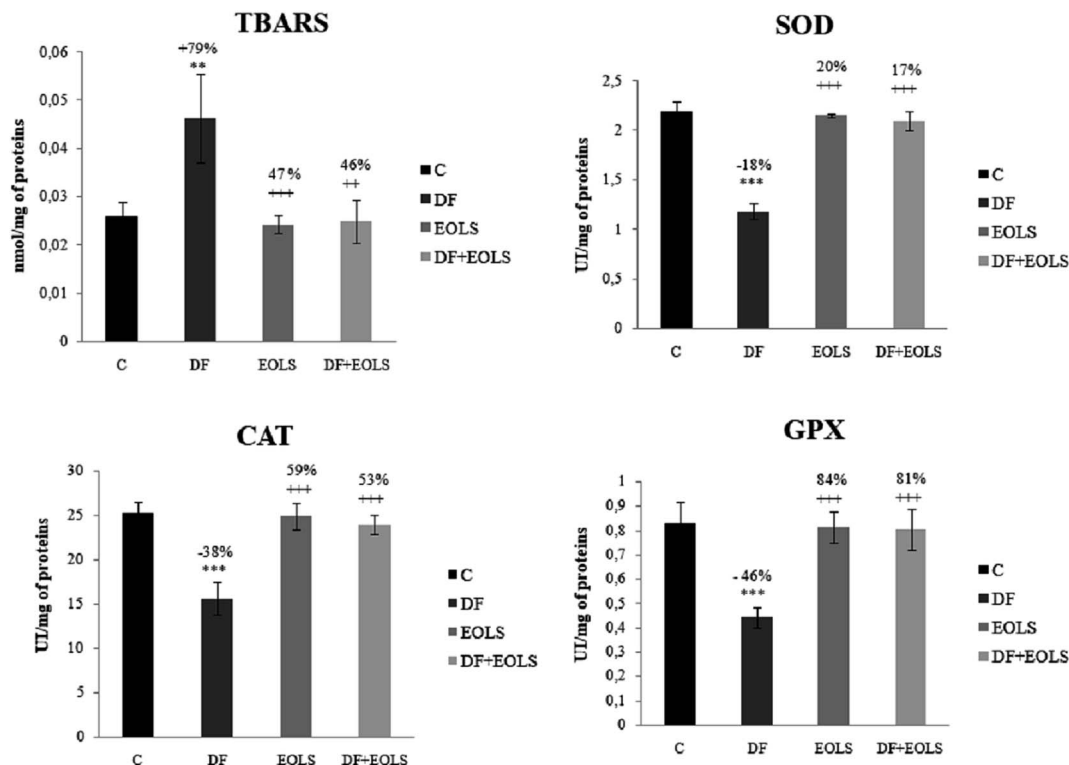 TBARS
nmol/mg of proteins
0,06
0,05
0,04
0,03
0,02
0,01
0
+79%
**
47%
+++
46%
++
C
DF
EOLS
DF+EOLS
C
DF
EOLS
DF+EOLS
SOD
UI/mg of proteins
2,5
2
1,5
1
0,5
0
-18%
***
20%
+++
17%
+++
C
DF
EOLS
DF+EOLS
C
DF
EOLS
DF+EOLS
CAT
UI/mg of proteins
30
25
20
15
10
5
0
-38%
***
59%
+++
53%
+++
C
DF
EOLS
DF+EOLS
C
DF
EOLS
DF+EOLS
GPX
UI/mg of proteins
1
0,9
0,8
0,7
0,6
0,5
0,4
0,3
0,2
0,1
0
- 46%
***
84%
+++
81%
+++
C
DF
EOLS
DF+EOLS
C
DF
EOLS
DF+EOLS